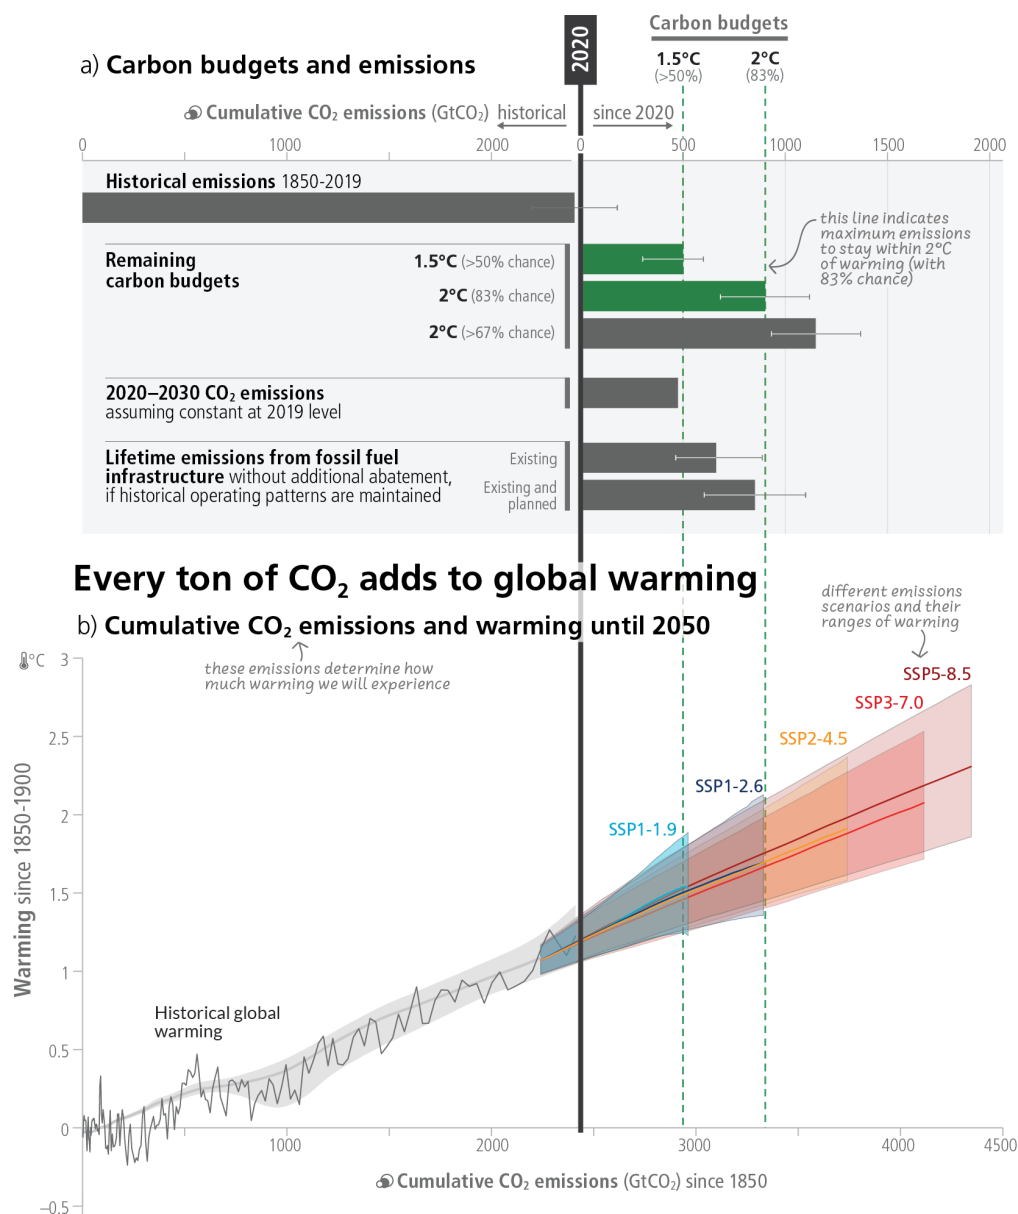 2020
Carbon budgets
1.5°C
(>50%)
2°C
(83%)
a) Carbon budgets and emissions
Cumulative CO₂ emissions (GtCO₂)
historical
since 2020
0
1000
2000
0
500
1000
1500
2000
Historical emissions 1850-2019
this line indicates
maximum emissions
to stay within 2°C
of warming (with
83% chance)
Remaining
carbon budgets
1.5°C (>50% chance)
2°C (83% chance)
2°C (>67% chance)
2020–2030 CO₂ emissions
assuming constant at 2019 level
Lifetime emissions from fossil fuel
infrastructure without additional abatement,
if historical operating patterns are maintained
Existing
Existing and
planned
Every ton of CO₂ adds to global warming
b) Cumulative CO₂ emissions and warming until 2050
these emissions determine how
much warming we will experience
different emissions
scenarios and their
ranges of warming
°C
3
2.5
2
1.5
1
0.5
0
−0.5
Warming since 1850-1900
SSP5-8.5
SSP3-7.0
SSP2-4.5
SSP1-2.6
SSP1-1.9
Historical global
warming
1000
2000
3000
4000
4500
Cumulative CO₂ emissions (GtCO₂) since 1850